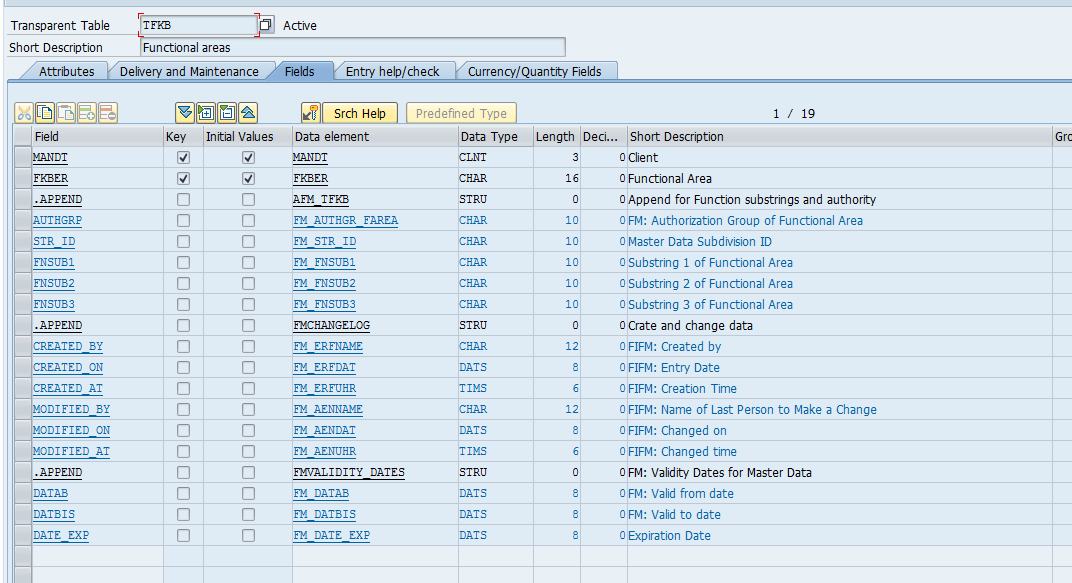 Transparent Table TFKB Active
Short Description Functional areas
Attributes Delivery and Maintenance Fields Entry help/check Currency/Quantity Fields
Srch Help Predefined Type 1 / 19
Field Key Initial Values Data element Data Type Length Deci... Short Description Gro
MANDT MANDT CLNT 3 0 Client
FKBER FKBER CHAR 16 0 Functional Area
.APPEND AFM_TFKB STRU 0 0 Append for Function substrings and authority
AUTHGRP FM_AUTHGR_FAREA CHAR 10 0 FM: Authorization Group of Functional Area
STR_ID FM_STR_ID CHAR 10 0 Master Data Subdivision ID
FNSUB1 FM_FNSUB1 CHAR 10 0 Substring 1 of Functional Area
FNSUB2 FM_FNSUB2 CHAR 10 0 Substring 2 of Functional Area
FNSUB3 FM_FNSUB3 CHAR 10 0 Substring 3 of Functional Area
.APPEND FMCHANGELOG STRU 0 0 Crate and change data
CREATED_BY FM_ERFNAME CHAR 12 0 FIFM: Created by
CREATED_ON FM_ERFDAT DATS 8 0 FIFM: Entry Date
CREATED_AT FM_ERFUHR TIMS 6 0 FIFM: Creation Time
MODIFIED_BY FM_AENNAME CHAR 12 0 FIFM: Name of Last Person to Make a Change
MODIFIED_ON FM_AENDAT DATS 8 0 FIFM: Changed on
MODIFIED_AT FM_AENUHR TIMS 6 0 FIFM: Changed time
.APPEND FMVALIDITY_DATES STRU 0 0 FM: Validity Dates for Master Data
DATAB FM_DATAB DATS 8 0 FM: Valid from date
DATBIS FM_DATBIS DATS 8 0 FM: Valid to date
DATE_EXP FM_DATE_EXP DATS 8 0 Expiration Date